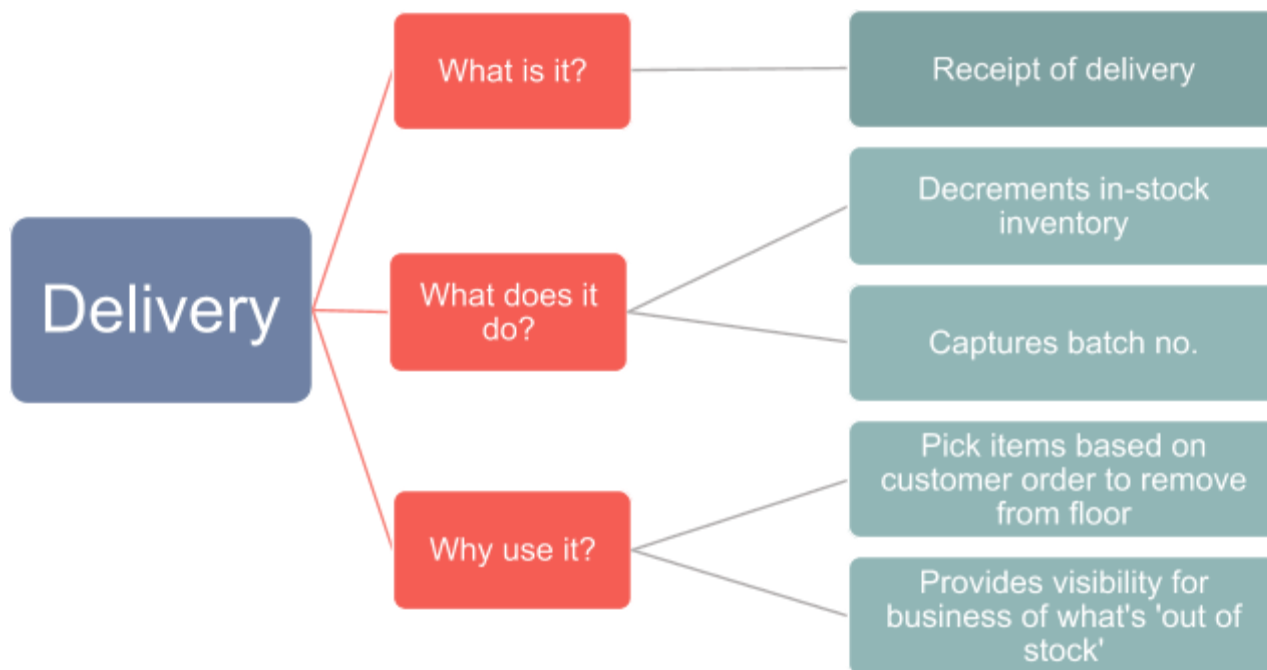 Delivery
What is it?
Receipt of delivery
What does it
do?
Decrements in-stock
inventory
Captures batch no.
Why use it?
Pick items based on
customer order to remove
from floor
Provides visibility for
business of what's 'out of
stock'